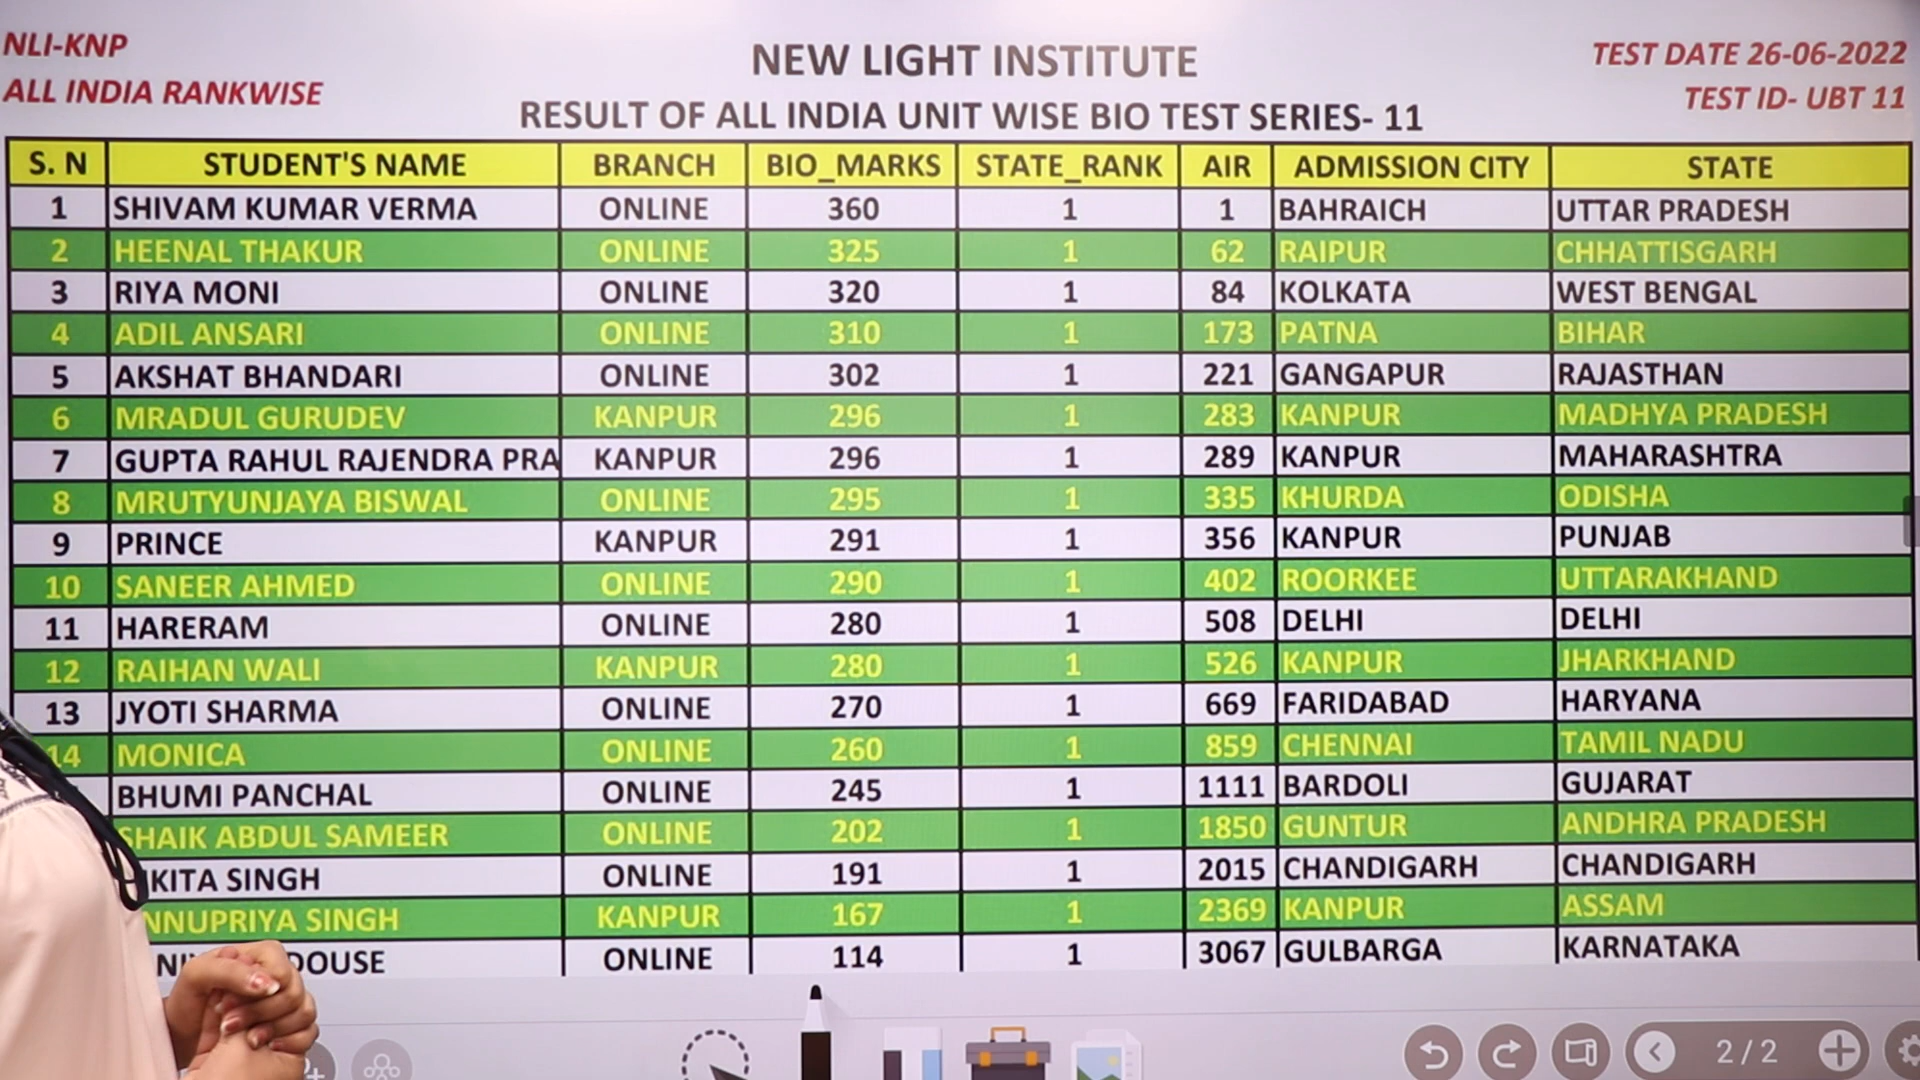 NLI-KNP
ALL INDIA RANKWISE
NEW LIGHT INSTITUTE
RESULT OF ALL INDIA UNIT WISE BIO TEST SERIES- 11
TEST DATE 26-06-2022
TEST ID- UBT 11
S. N STUDENT'S NAME BRANCH BIO_MARKS STATE_RANK AIR ADMISSION CITY STATE
1 SHIVAM KUMAR VERMA ONLINE 360 1 1 BAHRAICH UTTAR PRADESH
2 HEENAL THAKUR ONLINE 325 1 62 RAIPUR CHHATTISGARH
3 RIYA MONI ONLINE 320 1 84 KOLKATA WEST BENGAL
4 ADIL ANSARI ONLINE 310 1 173 PATNA BIHAR
5 AKSHAT BHANDARI ONLINE 302 1 221 GANGAPUR RAJASTHAN
6 MRADUL GURUDEV KANPUR 296 1 283 KANPUR MADHYA PRADESH
7 GUPTA RAHUL RAJENDRA PRA KANPUR 296 1 289 KANPUR MAHARASHTRA
8 MRUTYUNJAYA BISWAL ONLINE 295 1 335 KHURDA ODISHA
9 PRINCE KANPUR 291 1 356 KANPUR PUNJAB
10 SANEER AHMED ONLINE 290 1 402 ROORKEE UTTARAKHAND
11 HARERAM ONLINE 280 1 508 DELHI DELHI
12 RAIHAN WALI KANPUR 280 1 526 KANPUR JHARKHAND
13 JYOTI SHARMA ONLINE 270 1 669 FARIDABAD HARYANA
14 MONICA ONLINE 260 1 859 CHENNAI TAMIL NADU
BHUMI PANCHAL ONLINE 245 1 1111 BARDOLI GUJARAT
SHAIK ABDUL SAMEER ONLINE 202 1 1850 GUNTUR ANDHRA PRADESH
KITA SINGH ONLINE 191 1 2015 CHANDIGARH CHANDIGARH
NNUPRIYA SINGH KANPUR 167 1 2369 KANPUR ASSAM
DOUSE ONLINE 114 1 3067 GULBARGA KARNATAKA
2/2